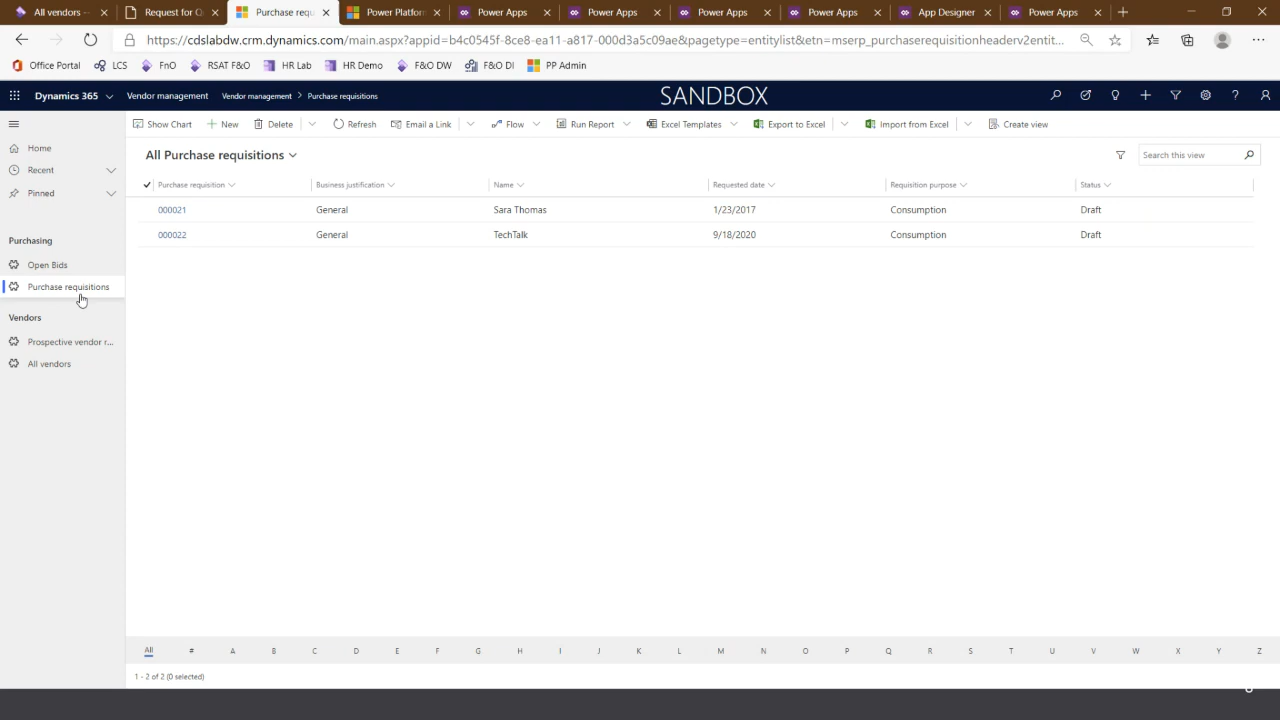 All vendors --
Request for Q
Purchase requ
Power Platform
Power Apps
Power Apps
Power Apps
Power Apps
App Designer
Power Apps
https://cdslabdw.crm.dynamics.com/main.aspx?appid=b4c0545f-8ce8-ea11-a817-000d3a5c09ae&pagetype=entitylist&etn=mserp_purchaserequisitionheaderv2entit...
Office Portal LCS FnO RSAT F&O HR Lab HR Demo F&O DW F&O DI PP Admin
Dynamics 365 Vendor management Vendor management > Purchase requisitions SANDBOX
Show Chart New Delete Refresh Email a Link Flow Run Report Excel Templates Export to Excel Import from Excel Create view
Home
Recent
Pinned
Purchasing
Open Bids
Purchase requisitions
Vendors
Prospective vendor r...
All vendors
All Purchase requisitions
Search this view
Purchase requisition Business justification Name Requested date Requisition purpose Status
000021 General Sara Thomas 1/23/2017 Consumption Draft
000022 General TechTalk 9/18/2020 Consumption Draft
All # A B C D E F G H I J K L M N O P Q R S T U V W X Y Z
1 - 2 of 2 (0 selected)